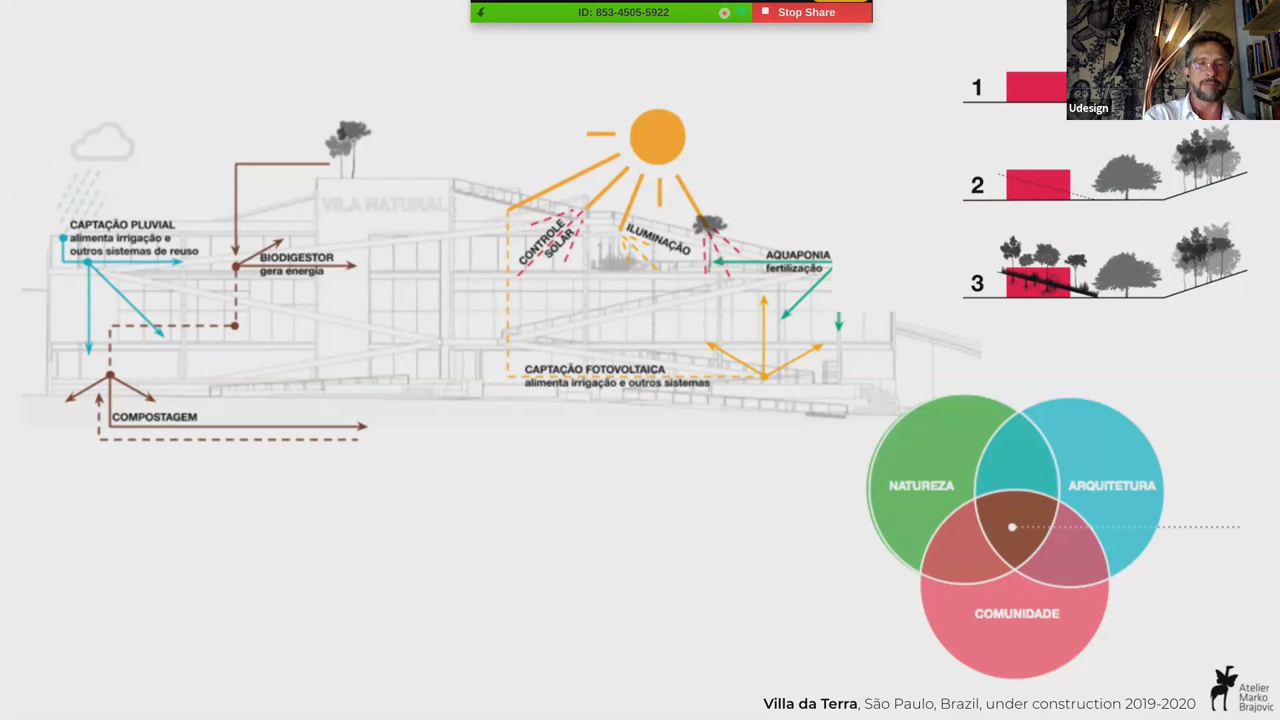 ID: 853-4505-5922
Stop Share
Udesign
1
2
3
CAPTAÇÃO PLUVIAL
alimenta irrigação e
outros sistemas de reuso
VILA NATURAL
BIODIGESTOR
gera energia
CONTROLE
SOLAR
ILUMINAÇÃO
AQUAPONIA
fertilização
CAPTAÇÃO FOTOVOLTAICA
alimenta irrigação e outros sistemas
COMPOSTAGEM
NATUREZA
ARQUITETURA
COMUNIDADE
Villa da Terra, São Paulo, Brazil, under construction 2019-2020
Atelier
Marko
Brajovic